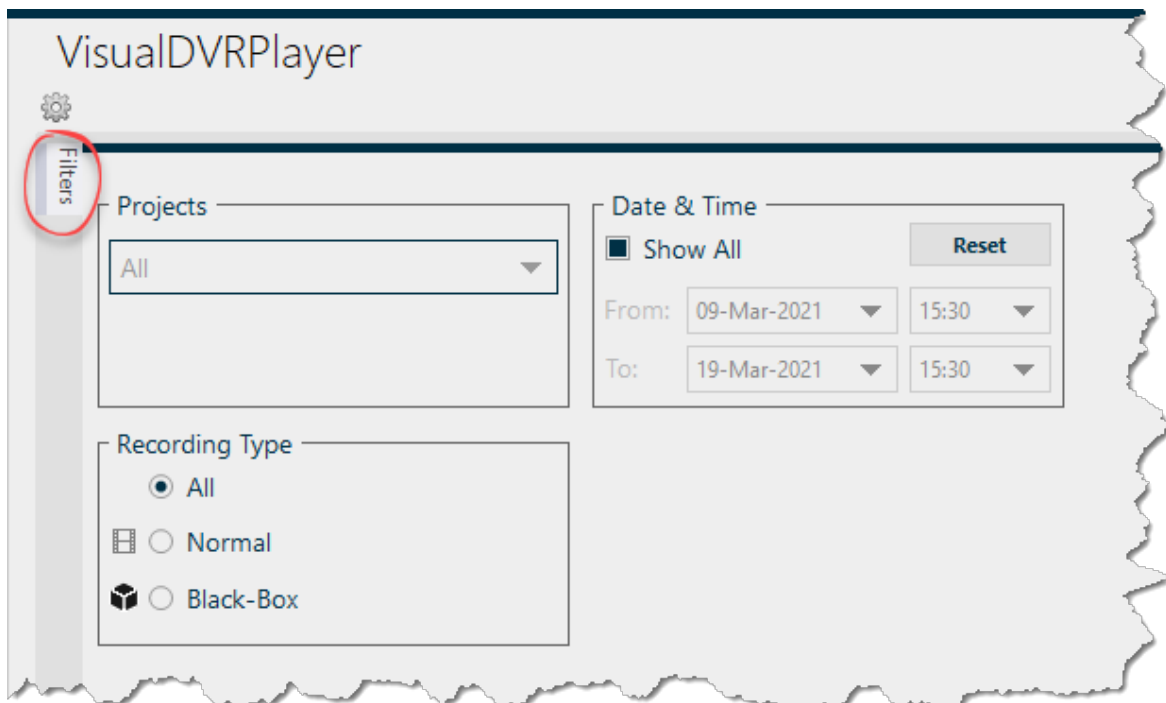 VisualDVRPlayer
Filters
Projects
All
Date & Time
Show All
Reset
From: 09-Mar-2021 15:30
To: 19-Mar-2021 15:30
Recording Type
All
Normal
Black-Box